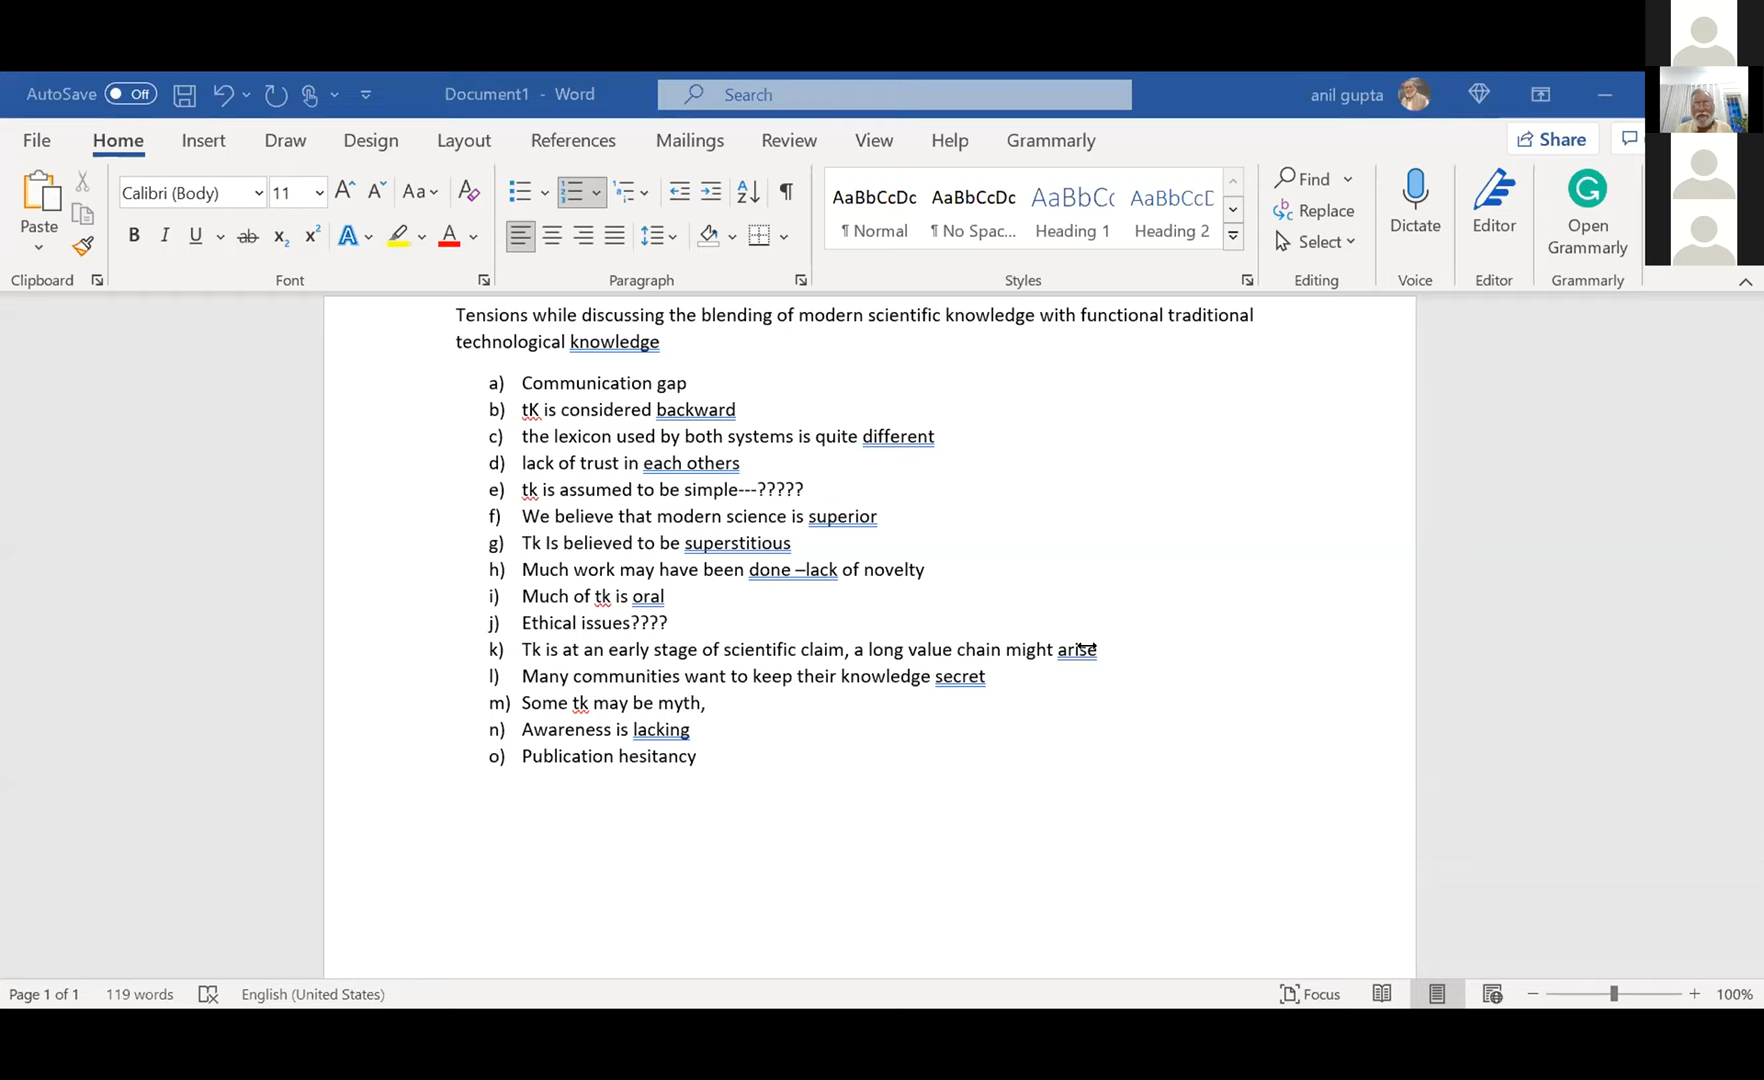 AutoSave Off Document1 - Word Search anil gupta
File Home Insert Draw Design Layout References Mailings Review View Help Grammarly Share
Calibri (Body) 11 Aa AaBbCcDc AaBbCcDc AaBbCc AaBbCcD Find
Paste ¶ Normal ¶ No Spac... Heading 1 Heading 2 Replace Dictate Editor Open
Select Grammarly
Clipboard Font Paragraph Styles Editing Voice Editor Grammarly
Tensions while discussing the blending of modern scientific knowledge with functional traditional
technological knowledge
a) Communication gap
b) tK is considered backward
c) the lexicon used by both systems is quite different
d) lack of trust in each others
e) tk is assumed to be simple---?????
f) We believe that modern science is superior
g) Tk Is believed to be superstitious
h) Much work may have been done –lack of novelty
i) Much of tk is oral
j) Ethical issues????
k) Tk is at an early stage of scientific claim, a long value chain might arise
l) Many communities want to keep their knowledge secret
m) Some tk may be myth,
n) Awareness is lacking
o) Publication hesitancy
Page 1 of 1 119 words English (United States) Focus 100%